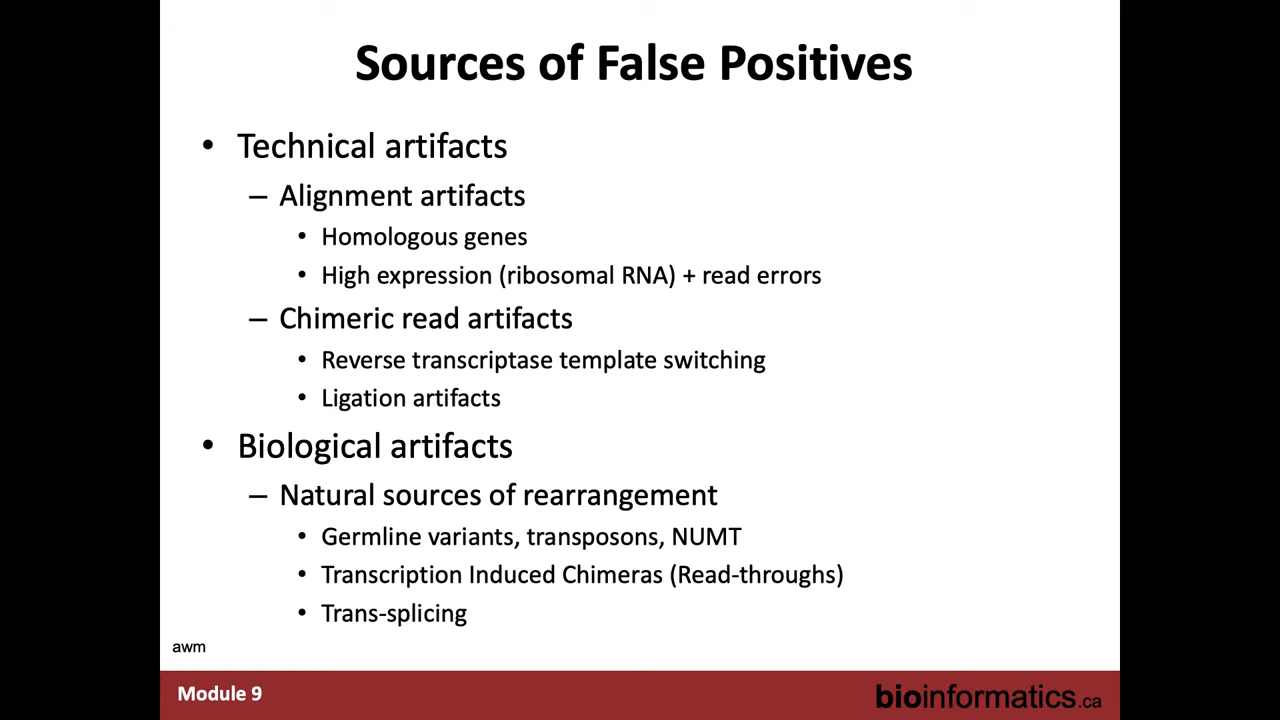 Sources of False Positives
• Technical artifacts
– Alignment artifacts
• Homologous genes
• High expression (ribosomal RNA) + read errors
– Chimeric read artifacts
• Reverse transcriptase template switching
• Ligation artifacts
• Biological artifacts
– Natural sources of rearrangement
• Germline variants, transposons, NUMT
• Transcription Induced Chimeras (Read-throughs)
• Trans-splicing
awm
Module 9
bioinformatics.ca